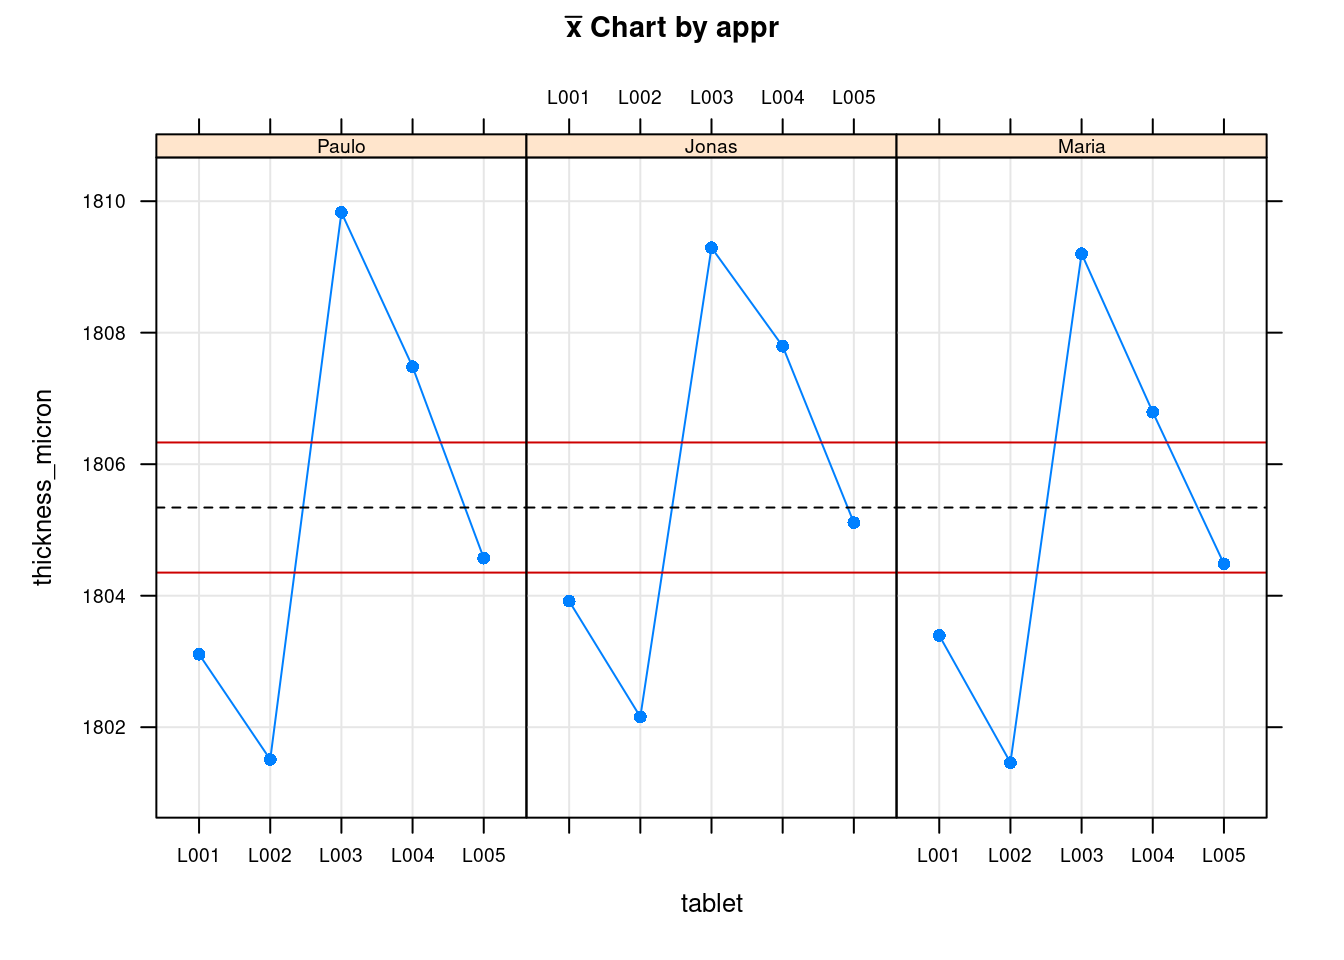 x̅ Chart by appr
L001 L002 L003 L004 L005
Paulo Jonas Maria
1810
1808
1806
1804
1802
thickness_micron
L001 L002 L003 L004 L005 L001 L002 L003 L004 L005
tablet